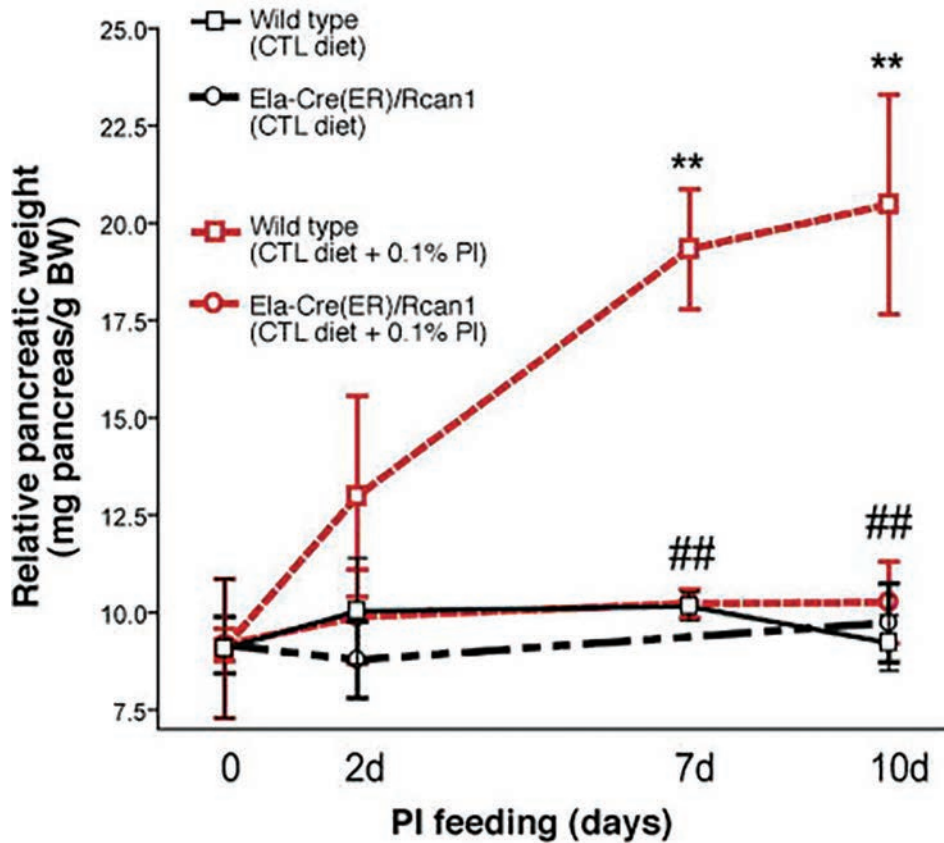 Wild type
(CTL diet)
Ela-Cre(ER)/Rcan1
(CTL diet)
Wild type
(CTL diet + 0.1% PI)
Ela-Cre(ER)/Rcan1
(CTL diet + 0.1% PI)
Relative pancreatic weight
(mg pancreas/g BW)
25.0
22.5
20.0
17.5
15.0
12.5
10.0
7.5
**
**
##
##
0 2d 7d 10d
PI feeding (days)